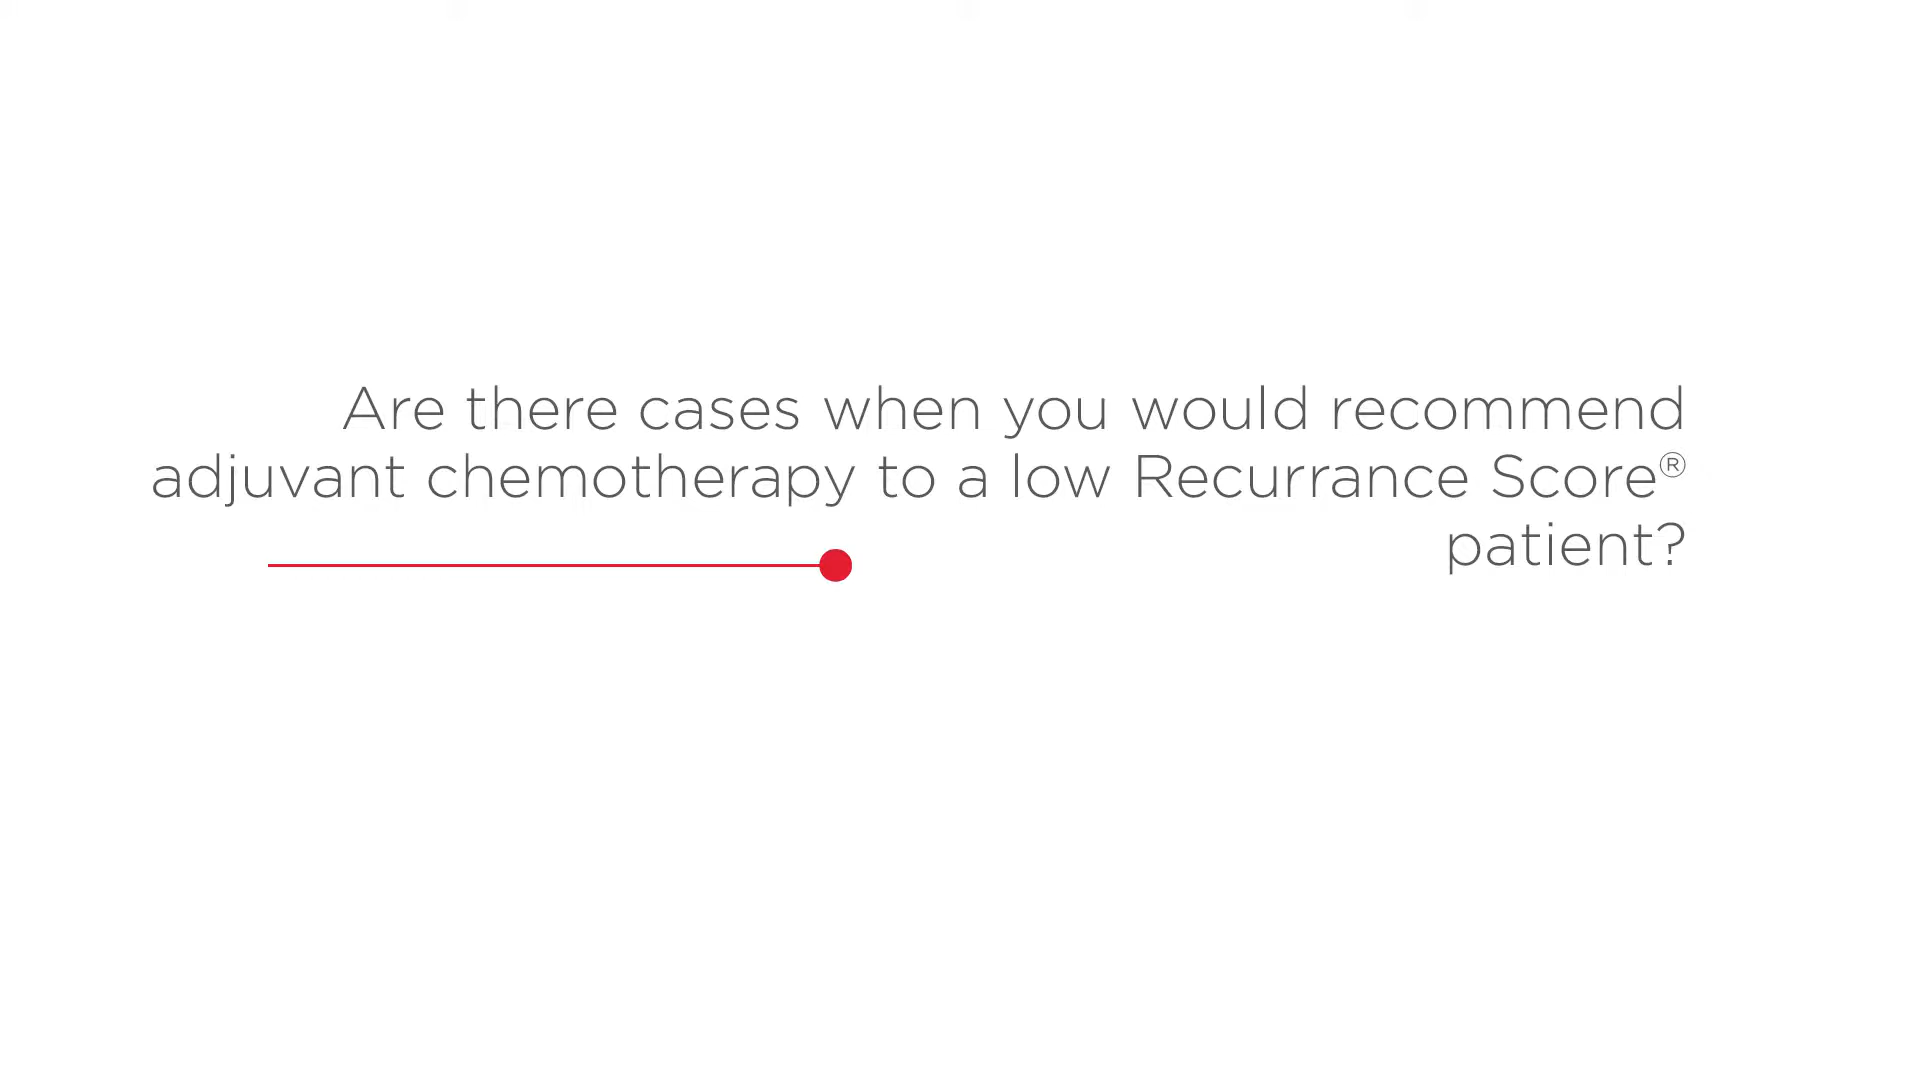 Are there cases when you would recommend
adjuvant chemotherapy to a low Recurrance Score®
patient?